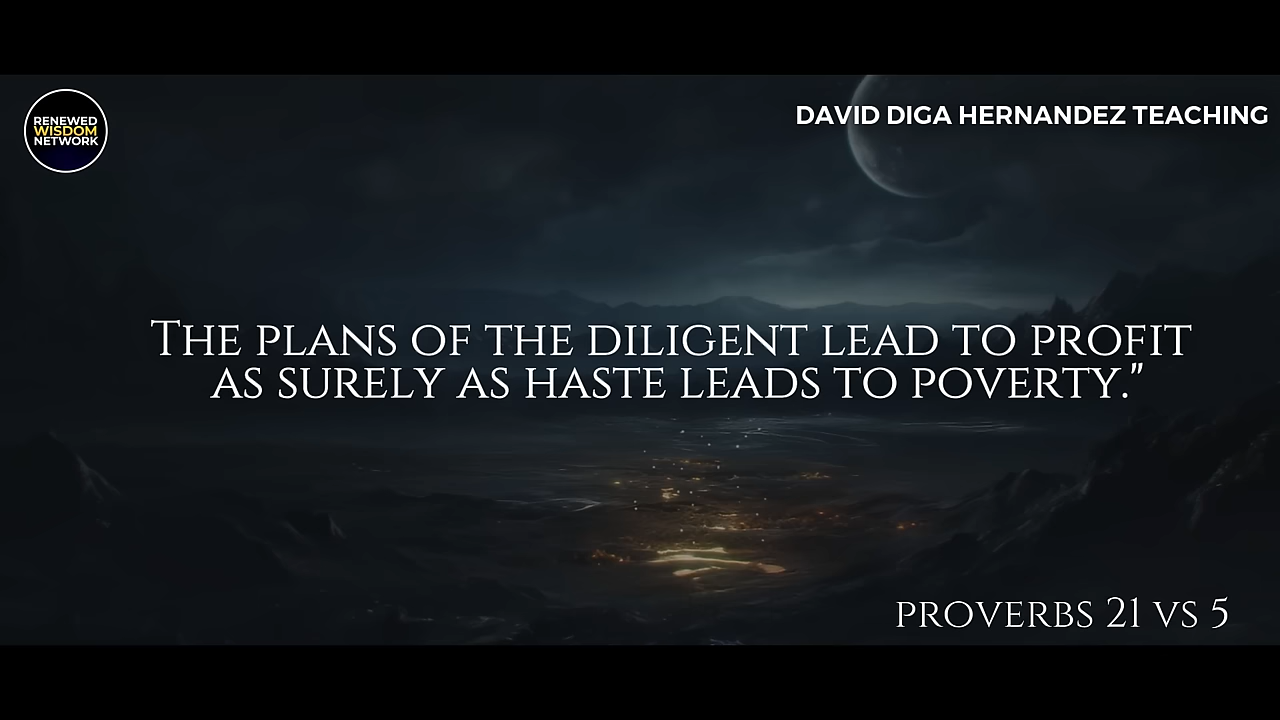 RENEWED
WISDOM
NETWORK
DAVID DIGA HERNANDEZ TEACHING
THE PLANS OF THE DILIGENT LEAD TO PROFIT
AS SURELY AS HASTE LEADS TO POVERTY."
PROVERBS 21 VS 5